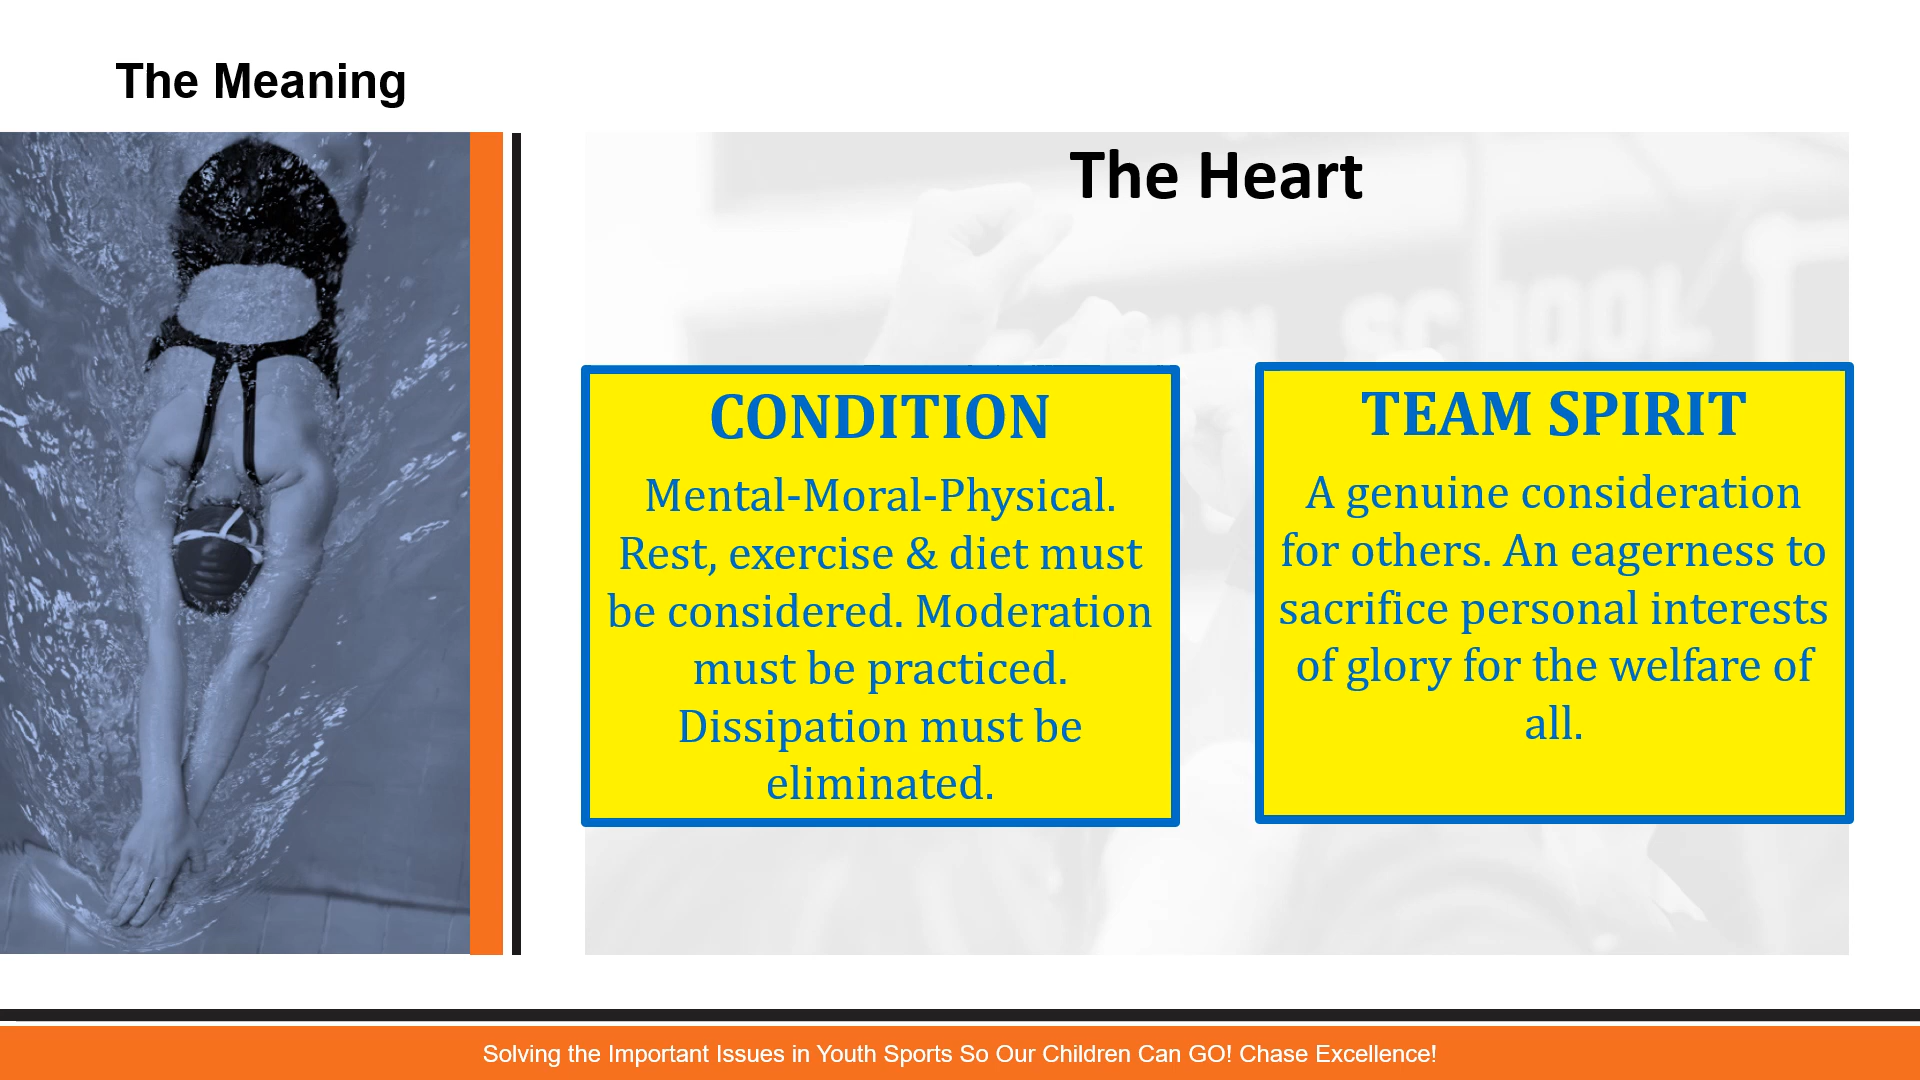 The Meaning
The Heart
CONDITION
Mental-Moral-Physical.
Rest, exercise & diet must
be considered. Moderation
must be practiced.
Dissipation must be
eliminated.
TEAM SPIRIT
A genuine consideration
for others. An eagerness to
sacrifice personal interests
of glory for the welfare of
all.
SCHOOL
Solving the Important Issues in Youth Sports So Our Children Can GO! Chase Excellence!